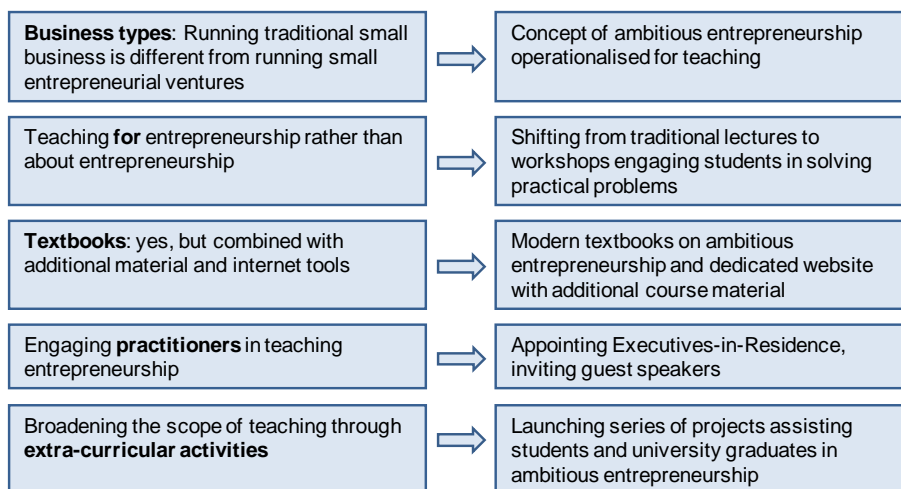 Business types: Running traditional small
business is different from running small
entrepreneurial ventures
Concept of ambitious entrepreneurship
operationalised for teaching
Teaching for entrepreneurship rather than
about entrepreneurship
Shifting from traditional lectures to
workshops engaging students in solving
practical problems
Textbooks: yes, but combined with
additional material and internet tools
Modern textbooks on ambitious
entrepreneurship and dedicated website
with additional course material
Engaging practitioners in teaching
entrepreneurship
Appointing Executives-in-Residence,
inviting guest speakers
Broadening the scope of teaching through
extra-curricular activities
Launching series of projects assisting
students and university graduates in
ambitious entrepreneurship